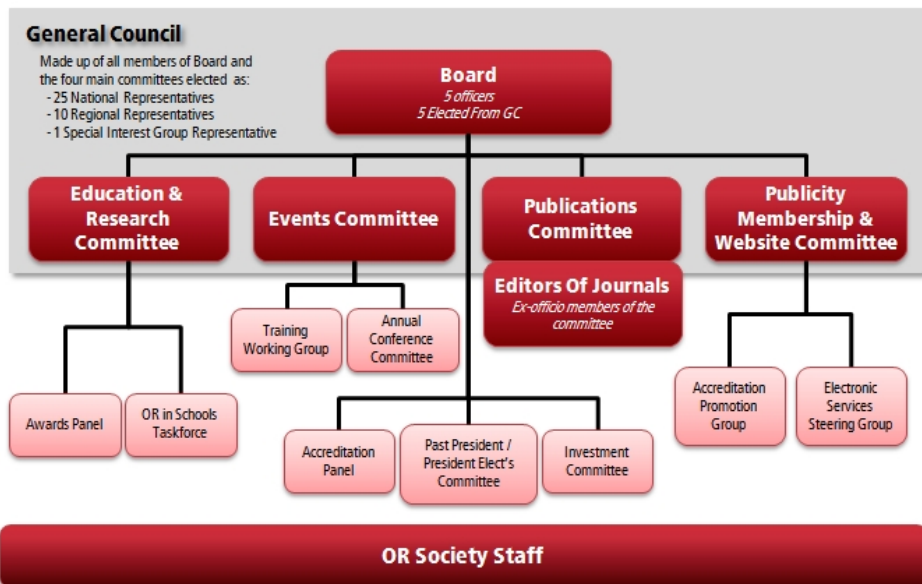 General Council
Made up of all members of Board and
the four main committees elected as:
- 25 National Representatives
- 10 Regional Representatives
- 1 Special Interest Group Representative
Board
5 officers
5 Elected From GC
Education &
Research
Committee
Events Committee
Publications
Committee
Publicity
Membership &
Website Committee
Editors Of Journals
Ex-officio members of the
committee
Training
Working Group
Annual
Conference
Committee
Awards Panel
OR in Schools
Taskforce
Accreditation
Panel
Past President /
President Elect's
Committee
Investment
Committee
Accreditation
Promotion
Group
Electronic
Services
Steering Group
OR Society Staff